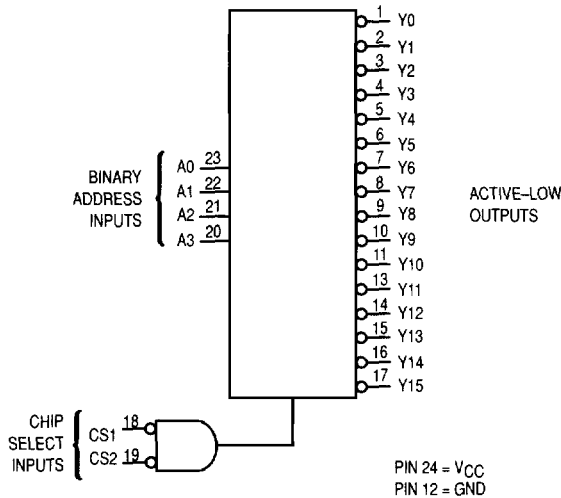 1 Y0
2 Y1
3 Y2
4 Y3
5 Y4
6 Y5
7 Y6
8 Y7
9 Y8
10 Y9
11 Y10
13 Y11
14 Y12
15 Y13
16 Y14
17 Y15
BINARY
ADDRESS
INPUTS
A0 23
A1 22
A2 21
A3 20
ACTIVE–LOW
OUTPUTS
CHIP
SELECT
INPUTS
CS1 18
CS2 19
PIN 24 = VCC
PIN 12 = GND